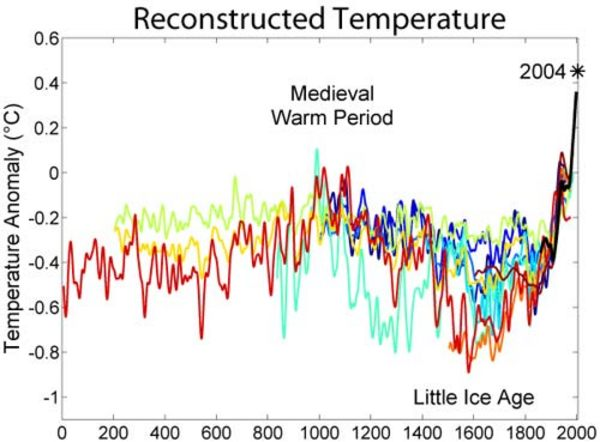 Reconstructed Temperature
0.6
0.4
0.2
0
-0.2
-0.4
-0.6
-0.8
-1
Temperature Anomaly (°C)
2004 *
Medieval
Warm Period
Little Ice Age
0 200 400 600 800 1000 1200 1400 1600 1800 2000